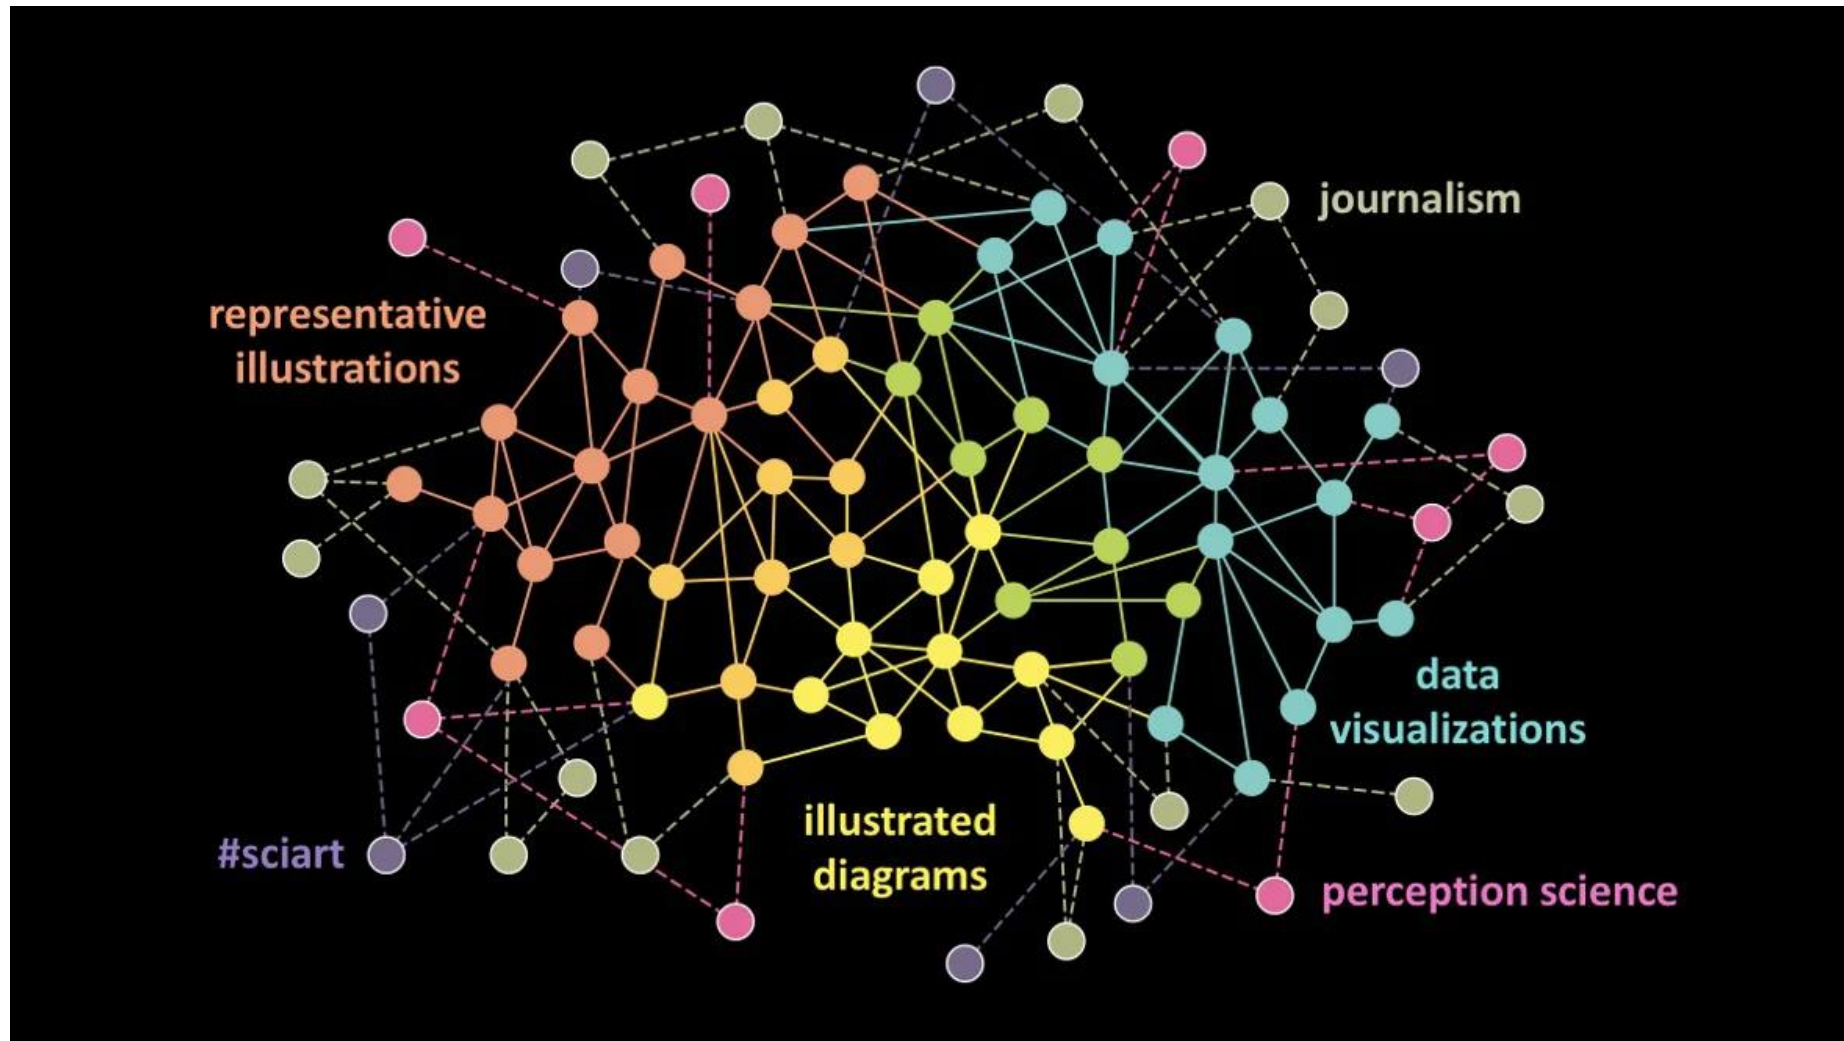 journalism
representative
illustrations
data
visualizations
illustrated
diagrams
#sciart
perception science